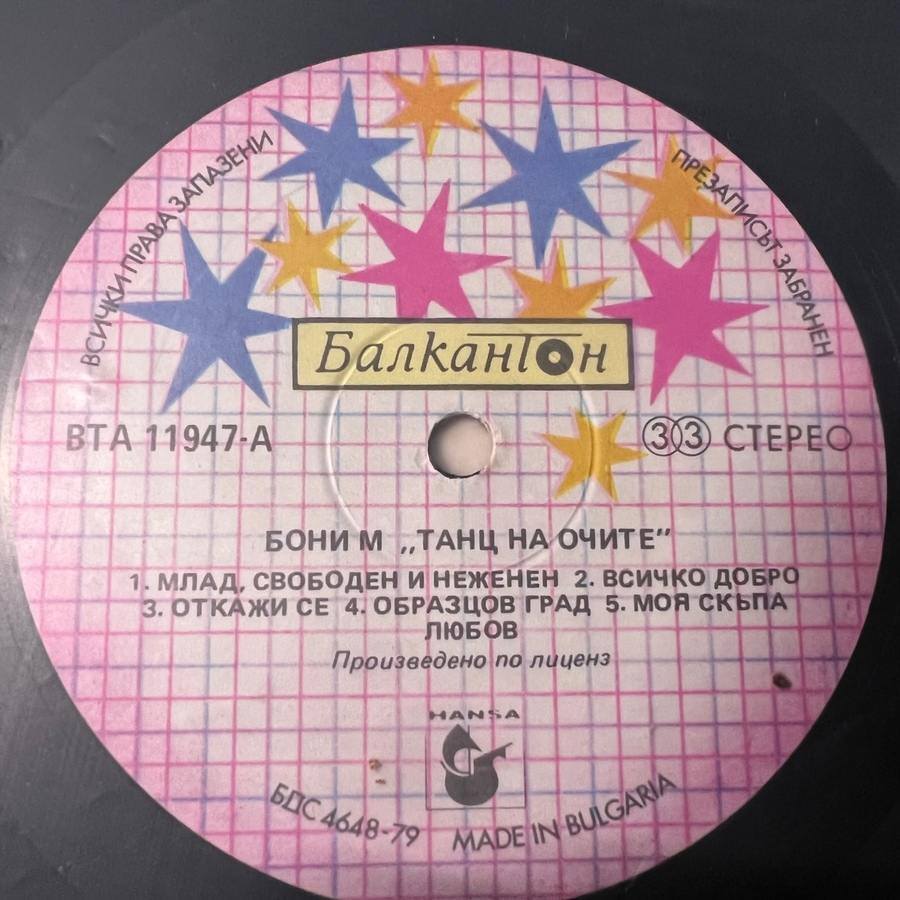 ВСИЧКИ ПРАВА ЗАПАЗЕНИ
ПРЕЗАПИСЪТ ЗАБРАНЕН
Балкантон
ВТА 11947-А
33 СТЕРЕО
БОНИ М „ТАНЦ НА ОЧИТЕ”
1. МЛАД, СВОБОДЕН И НЕЖЕНЕН 2. ВСИЧКО ДОБРО
3. ОТКАЖИ СЕ 4. ОБРАЗЦОВ ГРАД 5. МОЯ СКЪПА
ЛЮБОВ
Произведено по лиценз
HANSA
БДС 4648-79
MADE IN BULGARIA